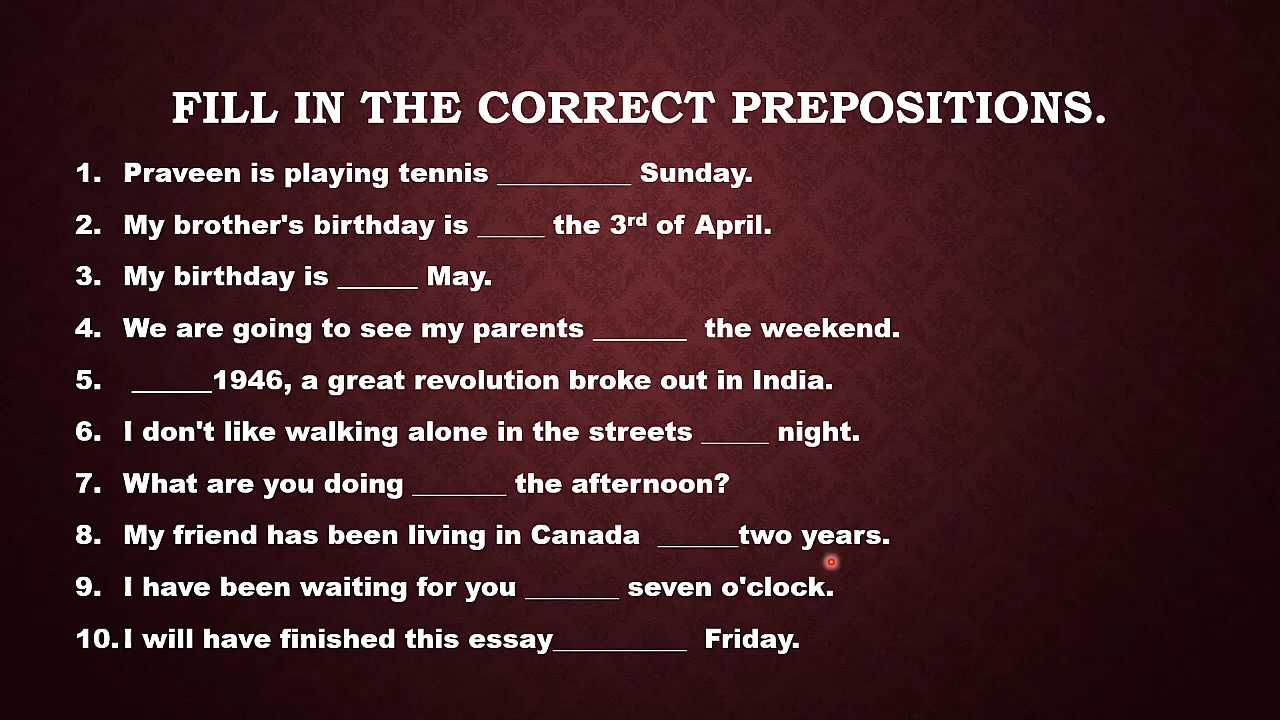 FILL IN THE CORRECT PREPOSITIONS.
1. Praveen is playing tennis __________ Sunday.
2. My brother's birthday is _____ the 3rd of April.
3. My birthday is ______ May.
4. We are going to see my parents _______ the weekend.
5. ______1946, a great revolution broke out in India.
6. I don't like walking alone in the streets _____ night.
7. What are you doing _______ the afternoon?
8. My friend has been living in Canada ______two years.
9. I have been waiting for you _______ seven o'clock.
10. I will have finished this essay__________ Friday.